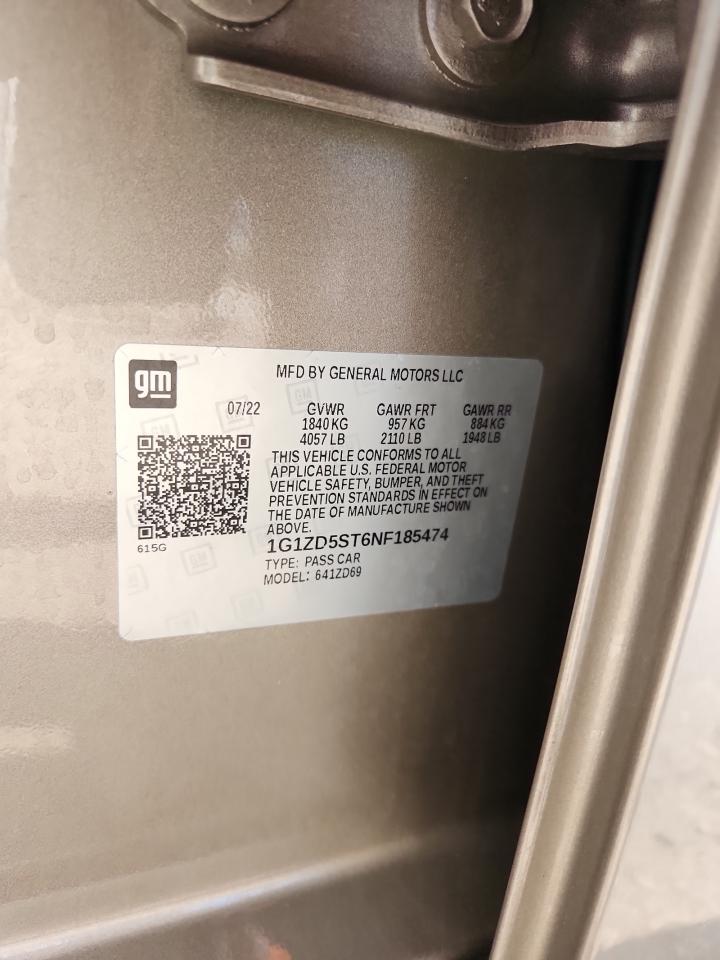 gm
MFD BY GENERAL MOTORS LLC
07/22 GVWR GAWR FRT GAWR RR
1840 KG 957 KG 884 KG
4057 LB 2110 LB 1948 LB
THIS VEHICLE CONFORMS TO ALL
APPLICABLE U.S. FEDERAL MOTOR
VEHICLE SAFETY, BUMPER, AND THEFT
PREVENTION STANDARDS IN EFFECT ON
THE DATE OF MANUFACTURE SHOWN
ABOVE.
615G
1G1ZD5ST6NF185474
TYPE: PASS CAR
MODEL: 641ZD69